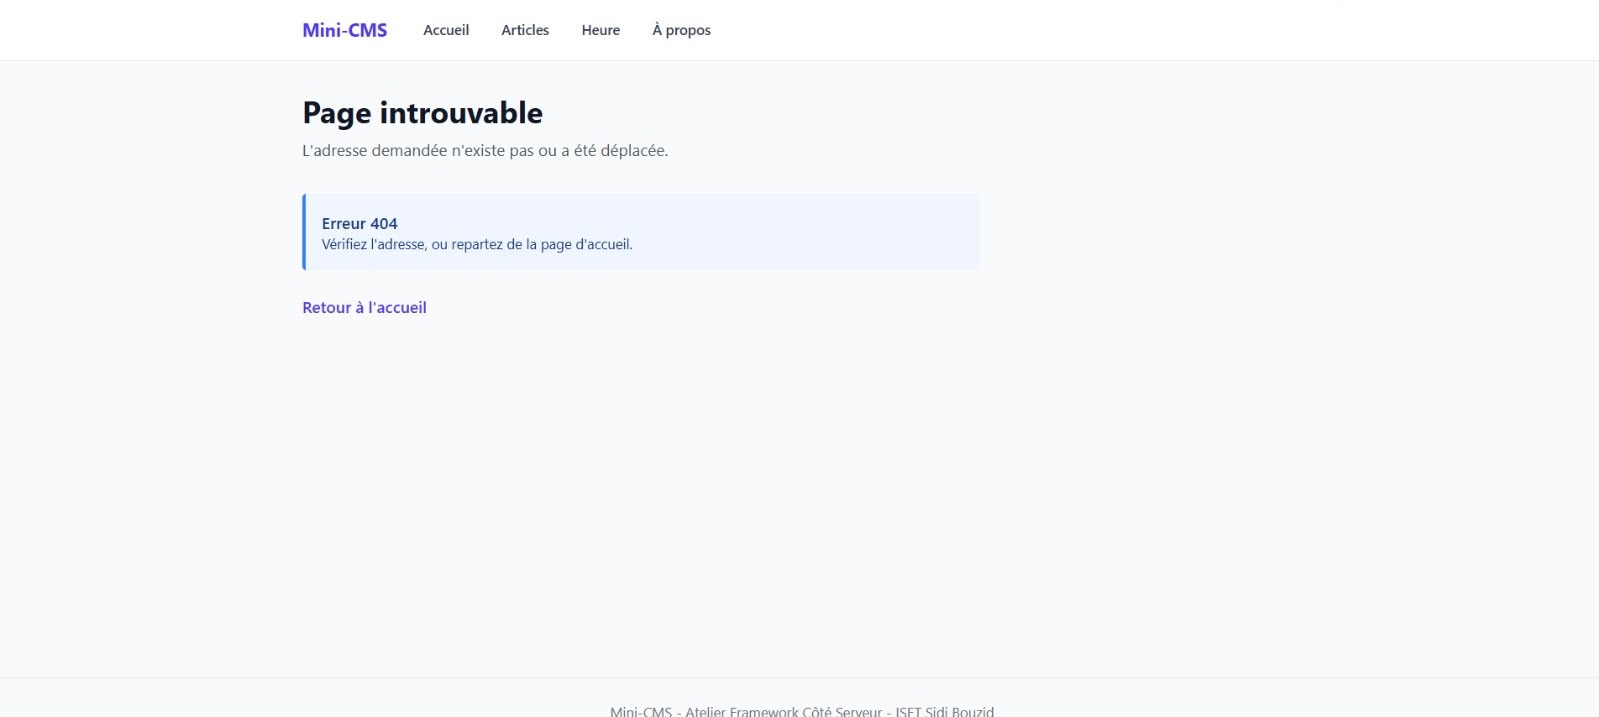 Mini-CMS Accueil Articles Heure À propos
Page introuvable
L'adresse demandée n'existe pas ou a été déplacée.
Erreur 404
Vérifiez l'adresse, ou repartez de la page d'accueil.
Retour à l'accueil
Mini-CMS - Atelier Framework Côté Serveur - ISET Sidi Bouzid